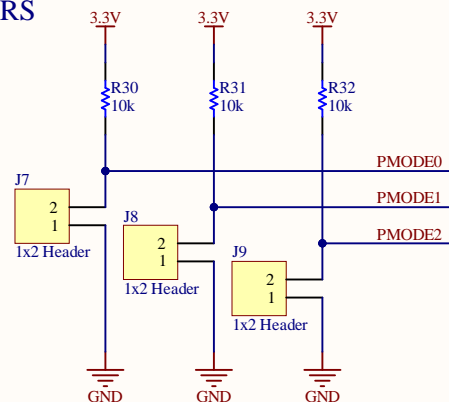 RS
3.3V 3.3V 3.3V
R30 R31 R32
10k 10k 10k
PMODE0
J7
2
1
1x2 Header
PMODE1
J8
2
1
1x2 Header
PMODE2
J9
2
1
1x2 Header
GND GND GND